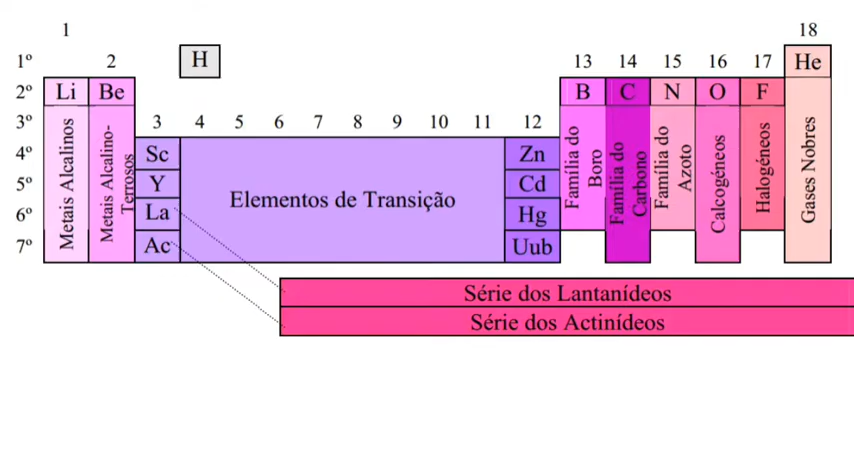 1 18
1º 2 H 13 14 15 16 17 He
2º Li Be B C N O F
3º 3 4 5 6 7 8 9 10 11 12
4º Sc Zn
5º Y Elementos de Transição Cd
6º La Hg
7º Ac Uub
Metais Alcalinos
Metais Alcalino-
Terrosos
Família do
Boro
Família do
Carbono
Família do
Azoto
Calcogéneos
Halogéneos
Gases Nobres
Série dos Lantanídeos
Série dos Actinídeos